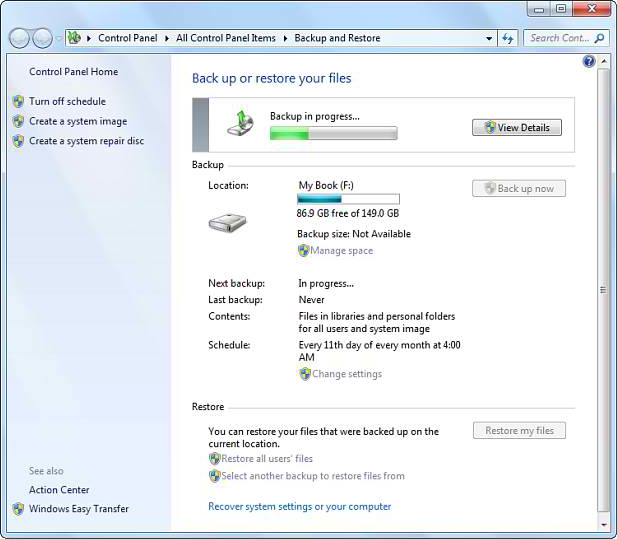 Control Panel
All Control Panel Items
Backup and Restore
Search Cont...
Control Panel Home
Turn off schedule
Create a system image
Create a system repair disc
Back up or restore your files
Backup in progress...
View Details
Backup
Location:
My Book (F:)
Back up now
86.9 GB free of 149.0 GB
Backup size: Not Available
Manage space
Next backup:
In progress...
Last backup:
Never
Contents:
Files in libraries and personal folders
for all users and system image
Schedule:
Every 11th day of every month at 4:00
AM
Change settings
Restore
You can restore your files that were backed up on the
current location.
Restore my files
Restore all users' files
Select another backup to restore files from
Recover system settings or your computer
See also
Action Center
Windows Easy Transfer